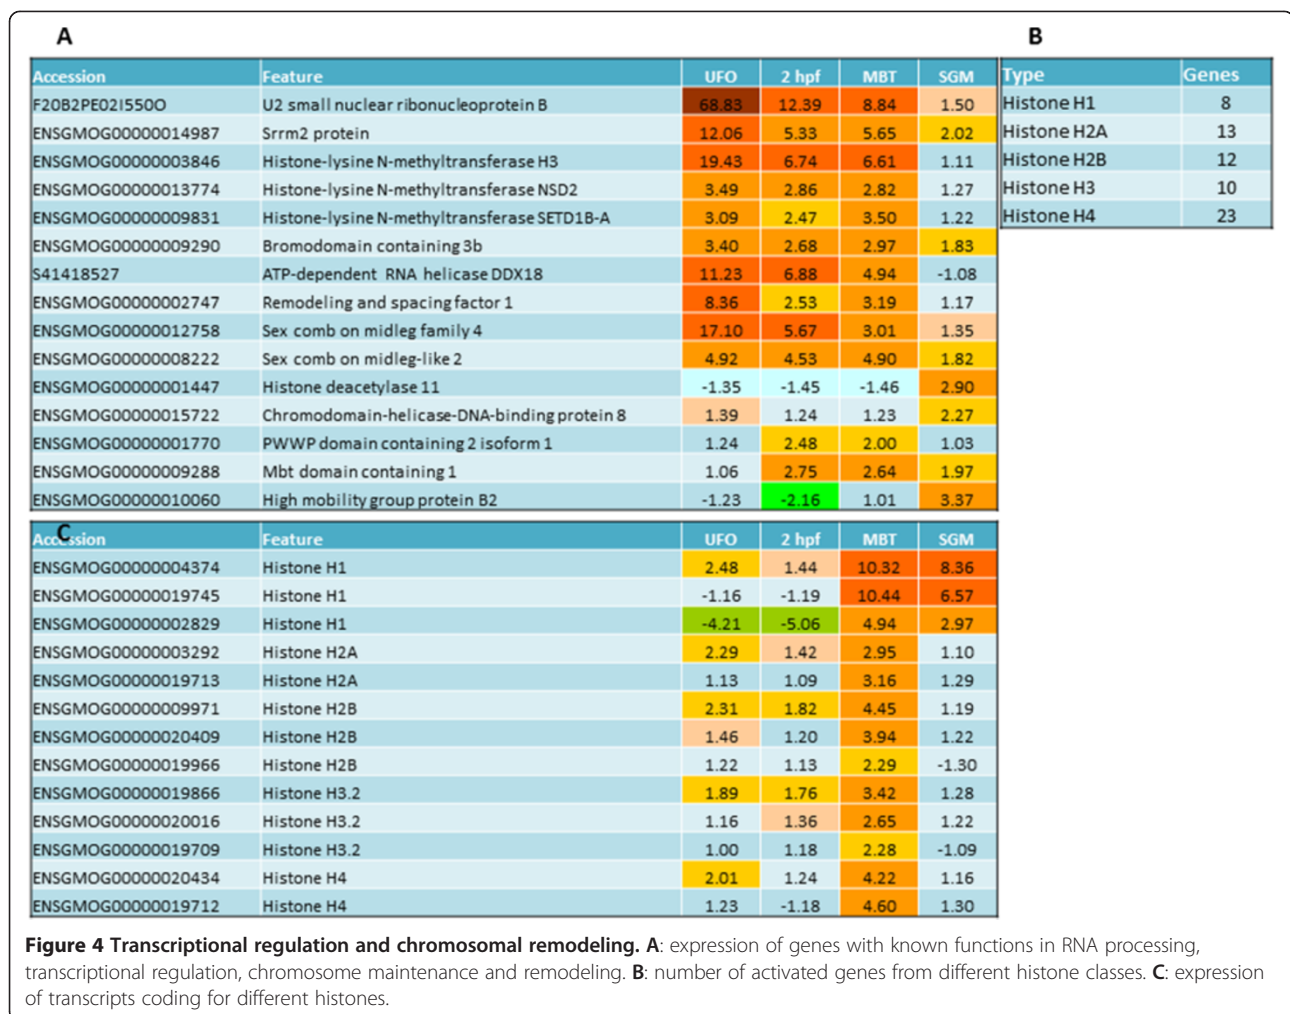 A
B
Accession Feature UFO 2 hpf MBT SGM
F20B2PE02I550O U2 small nuclear ribonucleoprotein B 68.83 12.39 8.84 1.50
ENSGMOG00000014987 Srrm2 protein 12.06 5.33 5.65 2.02
ENSGMOG00000003846 Histone-lysine N-methyltransferase H3 19.43 6.74 6.61 1.11
ENSGMOG00000013774 Histone-lysine N-methyltransferase NSD2 3.49 2.86 2.82 1.27
ENSGMOG00000009831 Histone-lysine N-methyltransferase SETD1B-A 3.09 2.47 3.50 1.22
ENSGMOG00000009290 Bromodomain containing 3b 3.40 2.68 2.97 1.83
S41418527 ATP-dependent RNA helicase DDX18 11.23 6.88 4.94 -1.08
ENSGMOG00000002747 Remodeling and spacing factor 1 8.36 2.53 3.19 1.17
ENSGMOG00000012758 Sex comb on midleg family 4 17.10 5.67 3.01 1.35
ENSGMOG00000008222 Sex comb on midleg-like 2 4.92 4.53 4.90 1.82
ENSGMOG00000001447 Histone deacetylase 11 -1.35 -1.45 -1.46 2.90
ENSGMOG00000015722 Chromodomain-helicase-DNA-binding protein 8 1.39 1.24 1.23 2.27
ENSGMOG00000001770 PWWP domain containing 2 isoform 1 1.24 2.48 2.00 1.03
ENSGMOG00000009288 Mbt domain containing 1 1.06 2.75 2.64 1.97
ENSGMOG00000010060 High mobility group protein B2 -1.23 -2.16 1.01 3.37
Type Genes
Histone H1 8
Histone H2A 13
Histone H2B 12
Histone H3 10
Histone H4 23
C
Accession Feature UFO 2 hpf MBT SGM
ENSGMOG00000004374 Histone H1 2.48 1.44 10.32 8.36
ENSGMOG00000019745 Histone H1 -1.16 -1.19 10.44 6.57
ENSGMOG00000002829 Histone H1 -4.21 -5.06 4.94 2.97
ENSGMOG00000003292 Histone H2A 2.29 1.42 2.95 1.10
ENSGMOG00000019713 Histone H2A 1.13 1.09 3.16 1.29
ENSGMOG00000009971 Histone H2B 2.31 1.82 4.45 1.19
ENSGMOG00000020409 Histone H2B 1.46 1.20 3.94 1.22
ENSGMOG00000019966 Histone H2B 1.22 1.13 2.29 -1.30
ENSGMOG00000019866 Histone H3.2 1.89 1.76 3.42 1.28
ENSGMOG00000020016 Histone H3.2 1.16 1.36 2.65 1.22
ENSGMOG00000019709 Histone H3.2 1.00 1.18 2.28 -1.09
ENSGMOG00000020434 Histone H4 2.01 1.24 4.22 1.16
ENSGMOG00000019712 Histone H4 1.23 -1.18 4.60 1.30
Figure 4 Transcriptional regulation and chromosomal remodeling. A: expression of genes with known functions in RNA processing,
transcriptional regulation, chromosome maintenance and remodeling. B: number of activated genes from different histone classes. C: expression
of transcripts coding for different histones.